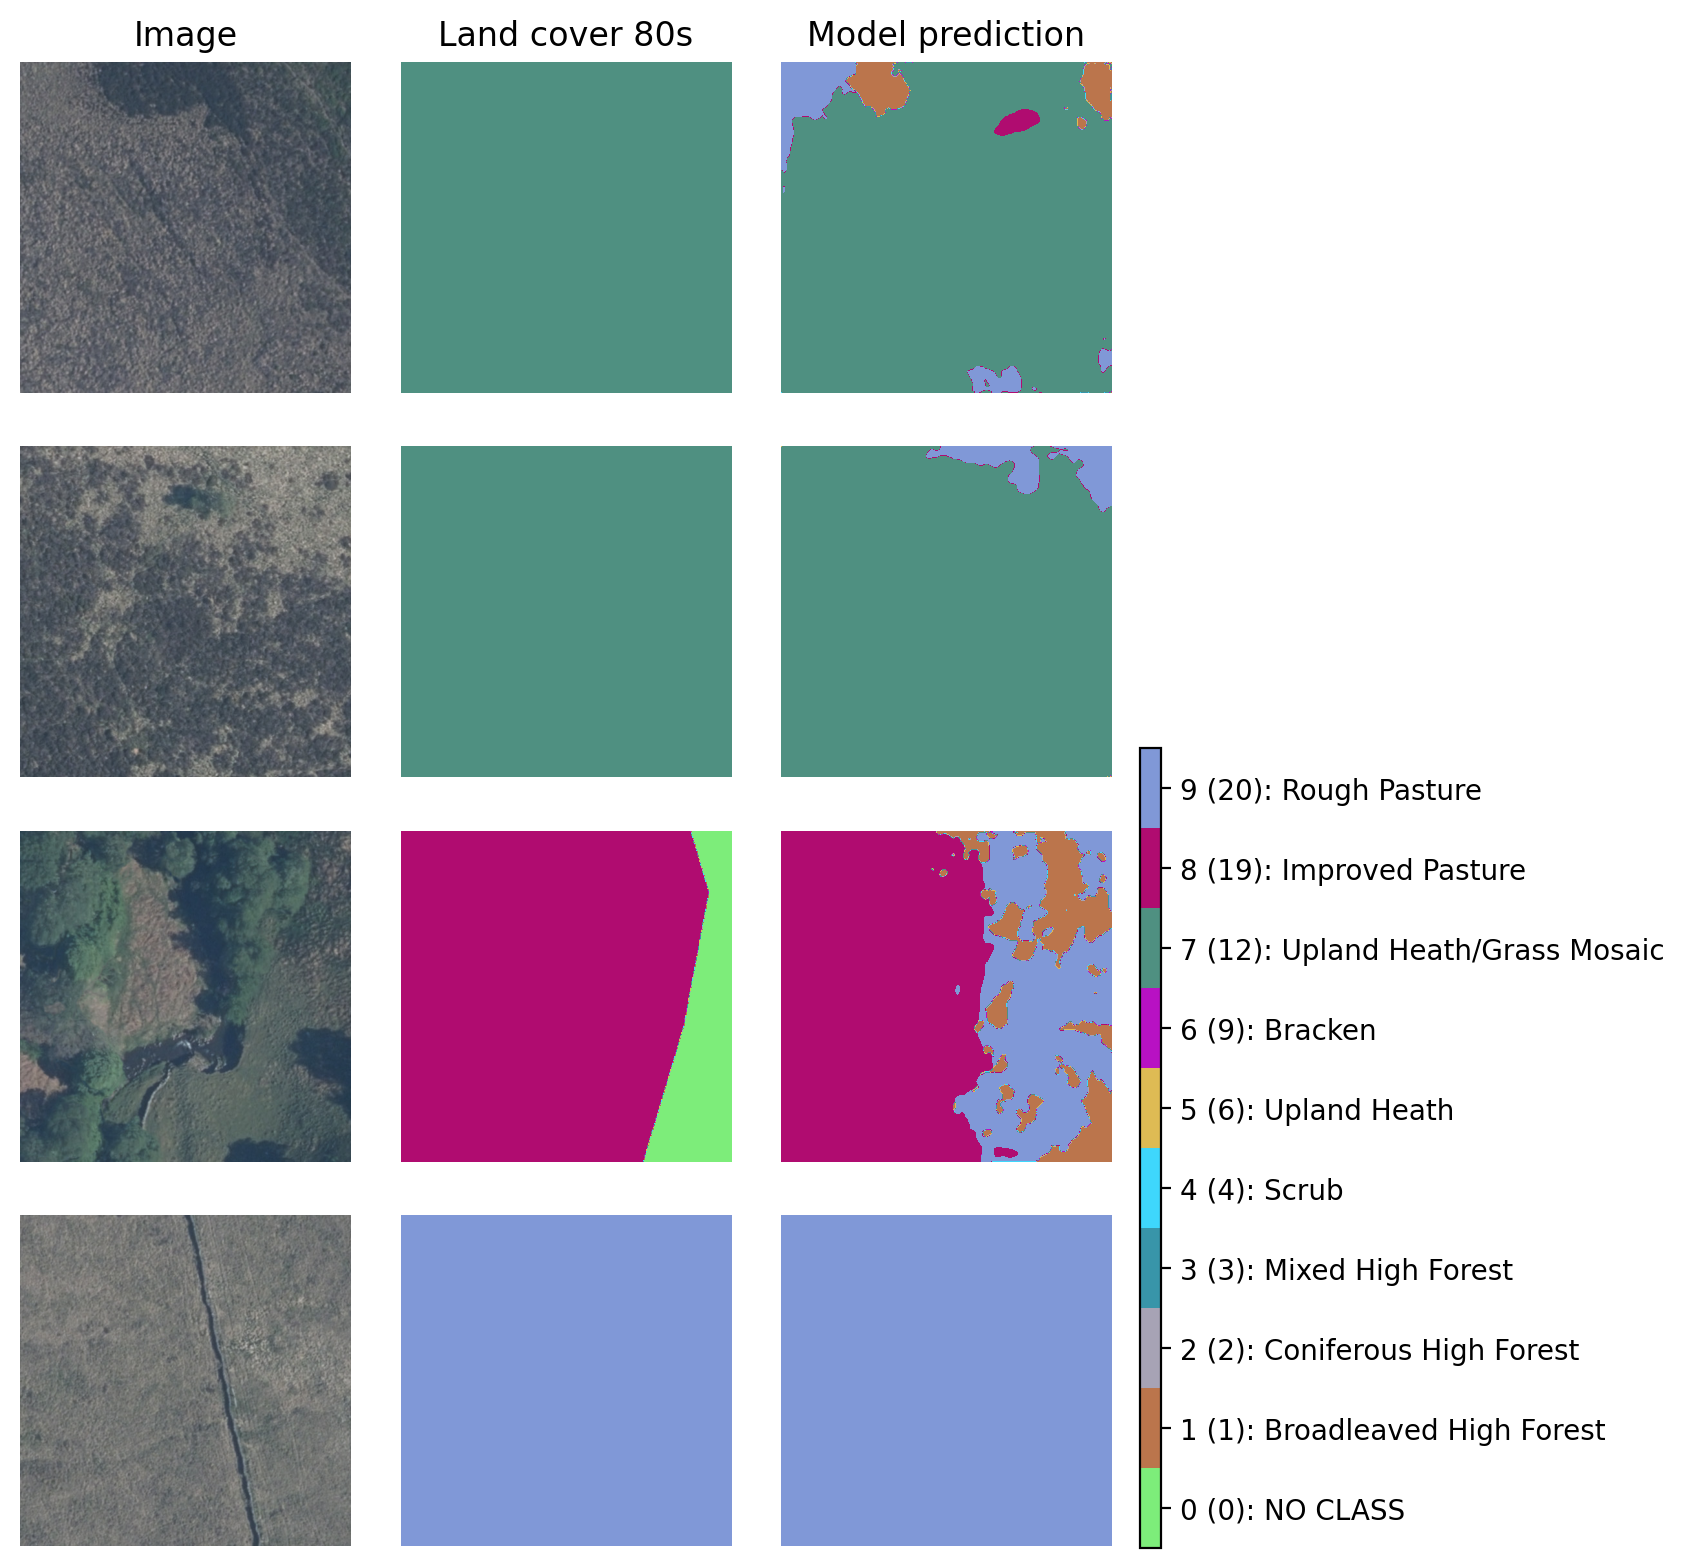 Image
Land cover 80s
Model prediction
9 (20): Rough Pasture
8 (19): Improved Pasture
7 (12): Upland Heath/Grass Mosaic
6 (9): Bracken
5 (6): Upland Heath
4 (4): Scrub
3 (3): Mixed High Forest
2 (2): Coniferous High Forest
1 (1): Broadleaved High Forest
0 (0): NO CLASS